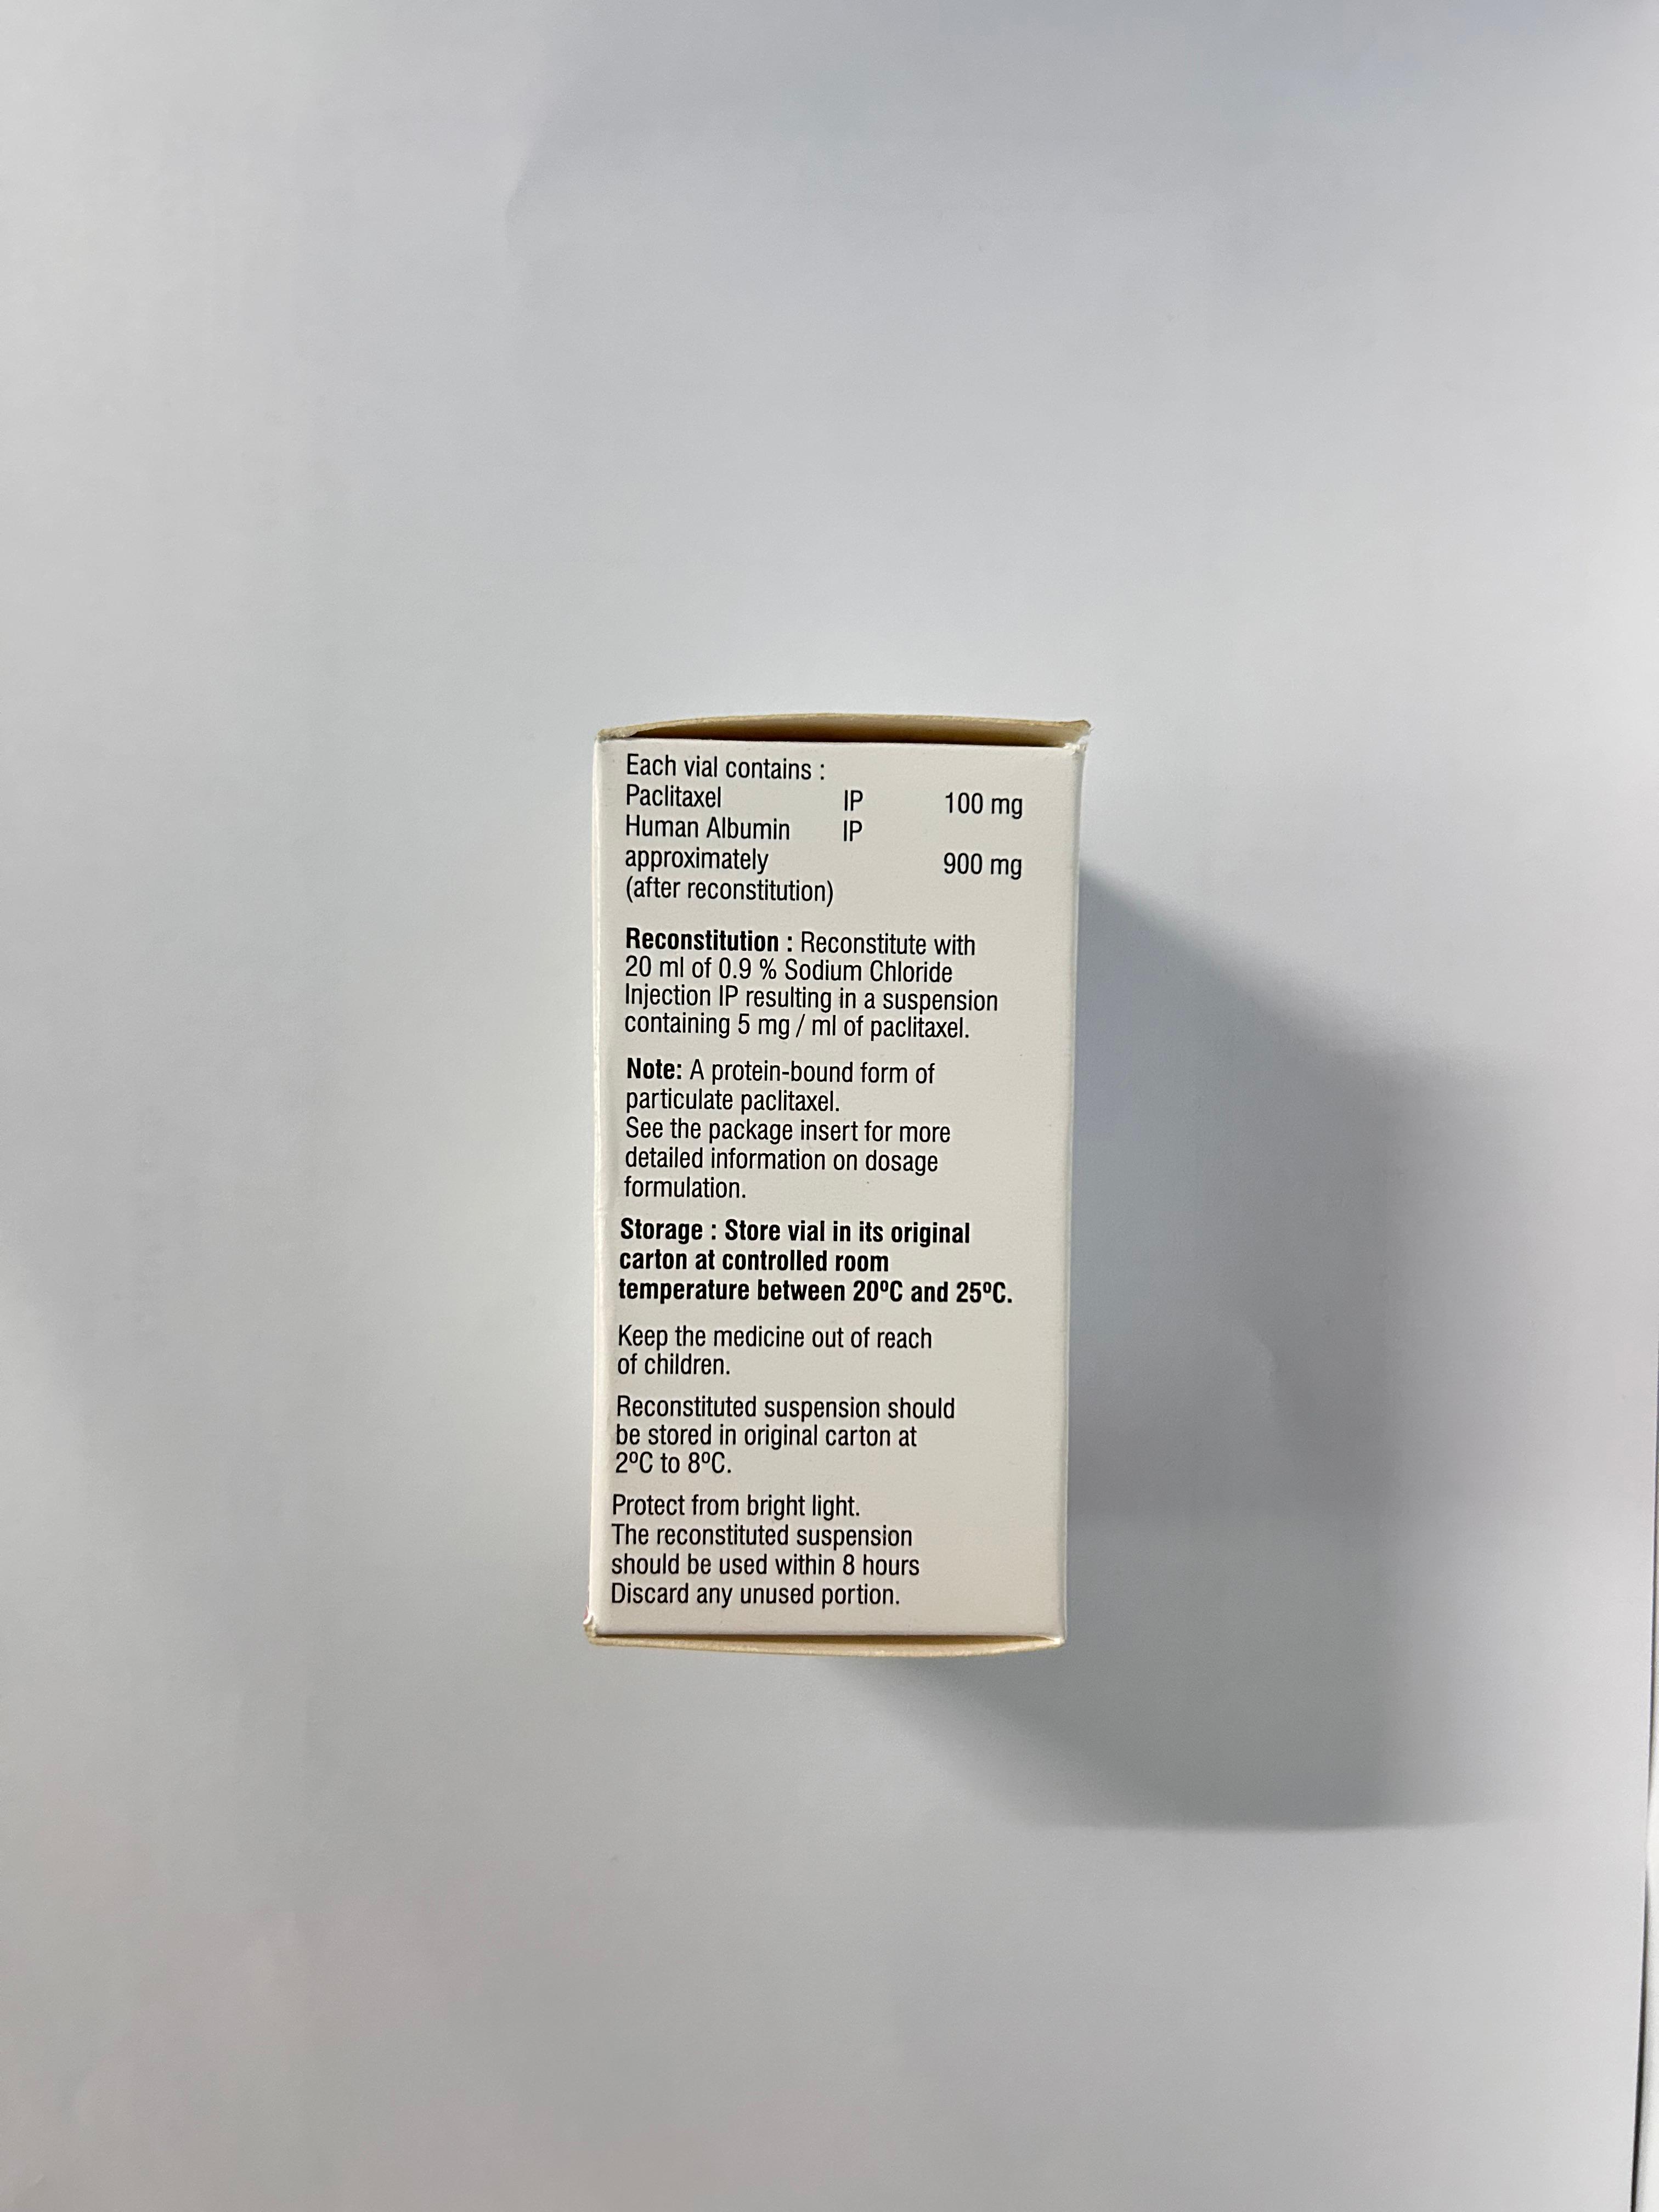 Each vial contains :
Paclitaxel IP 100 mg
Human Albumin IP
approximately 900 mg
(after reconstitution)
Reconstitution : Reconstitute with
20 ml of 0.9 % Sodium Chloride
Injection IP resulting in a suspension
containing 5 mg / ml of paclitaxel.
Note: A protein-bound form of
particulate paclitaxel.
See the package insert for more
detailed information on dosage
formulation.
Storage : Store vial in its original
carton at controlled room
temperature between 20ºC and 25ºC.
Keep the medicine out of reach
of children.
Reconstituted suspension should
be stored in original carton at
2ºC to 8ºC.
Protect from bright light.
The reconstituted suspension
should be used within 8 hours
Discard any unused portion.